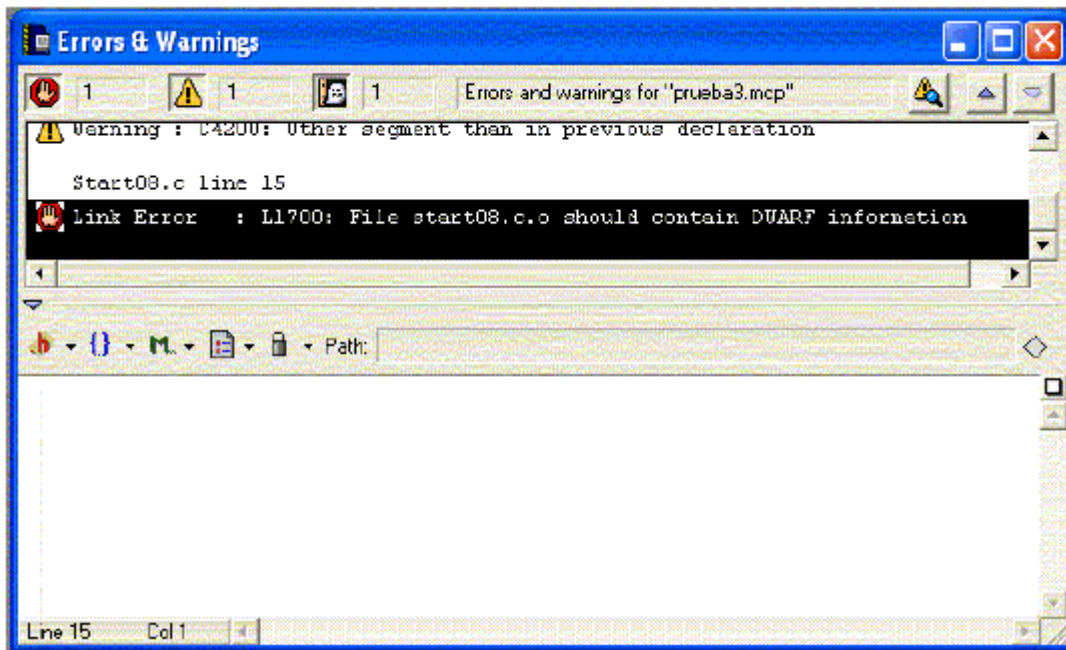 Errors & Warnings
1 1 1 Errors and warnings for "prueba3.mcp"
Warning : C4200: Other segment than in previous declaration
Start08.c line 15
Link Error : L1700: File start08.c.o should contain DWARF information
.h {} M. Path:
Line 15 Col 1